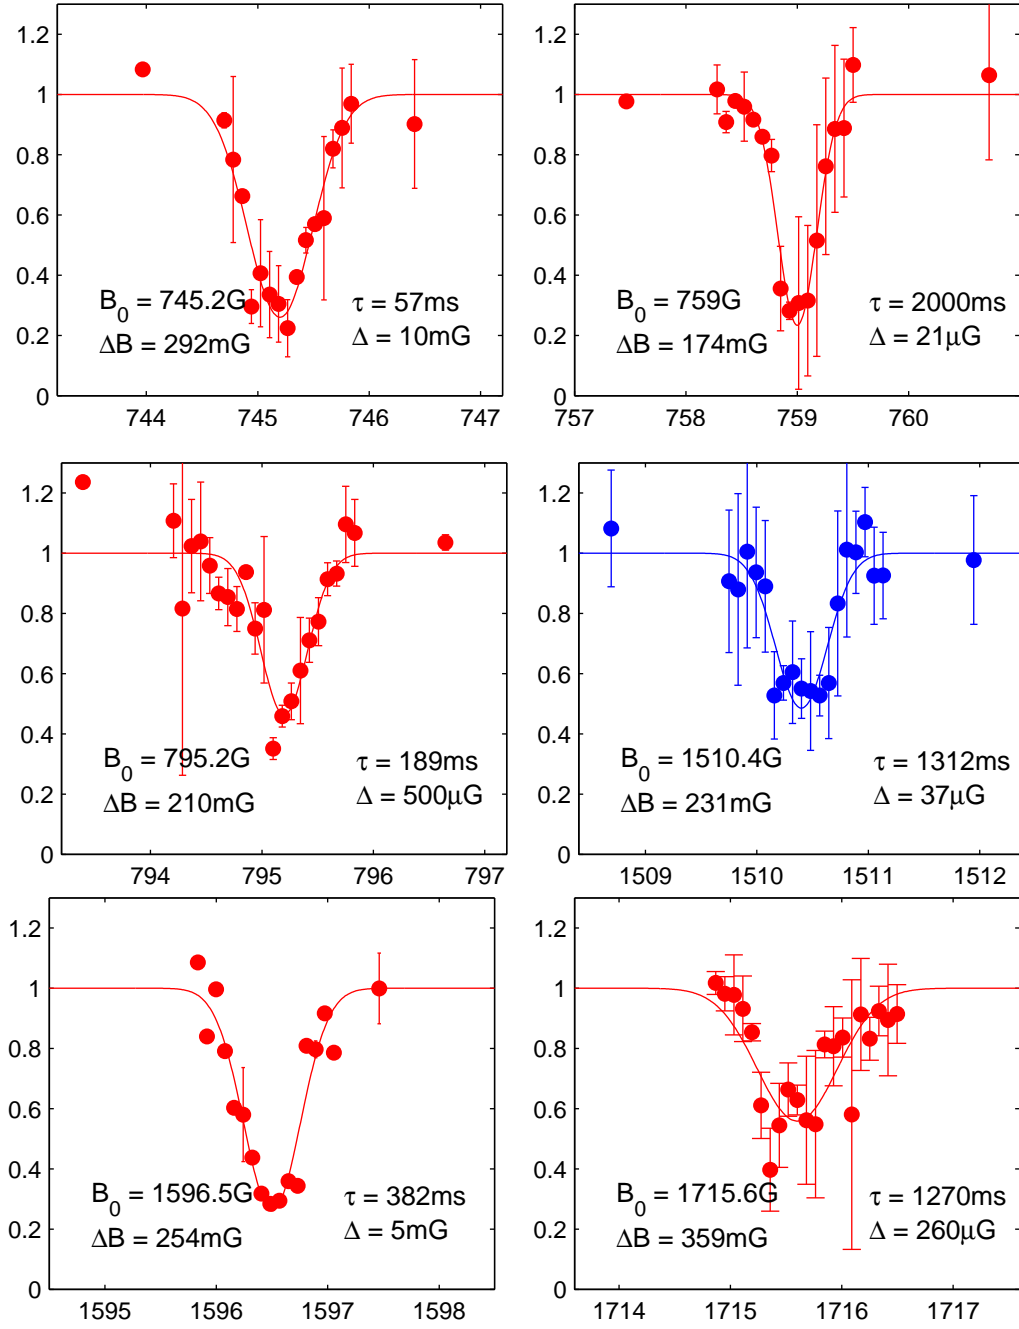 1.2
1
0.8
0.6
0.4
0.2
0
B0 = 745.2G
ΔB = 292mG
τ = 57ms
Δ = 10mG
744 745 746 747
1.2
1
0.8
0.6
0.4
0.2
0
B0 = 759G
ΔB = 174mG
τ = 2000ms
Δ = 21μG
757 758 759 760
1.2
1
0.8
0.6
0.4
0.2
0
B0 = 795.2G
ΔB = 210mG
τ = 189ms
Δ = 500μG
794 795 796 797
1.2
1
0.8
0.6
0.4
0.2
0
B0 = 1510.4G
ΔB = 231mG
τ = 1312ms
Δ = 37μG
1509 1510 1511 1512
1.2
1
0.8
0.6
0.4
0.2
0
B0 = 1596.5G
ΔB = 254mG
τ = 382ms
Δ = 5mG
1595 1596 1597 1598
1.2
1
0.8
0.6
0.4
0.2
0
B0 = 1715.6G
ΔB = 359mG
τ = 1270ms
Δ = 260μG
1714 1715 1716 1717